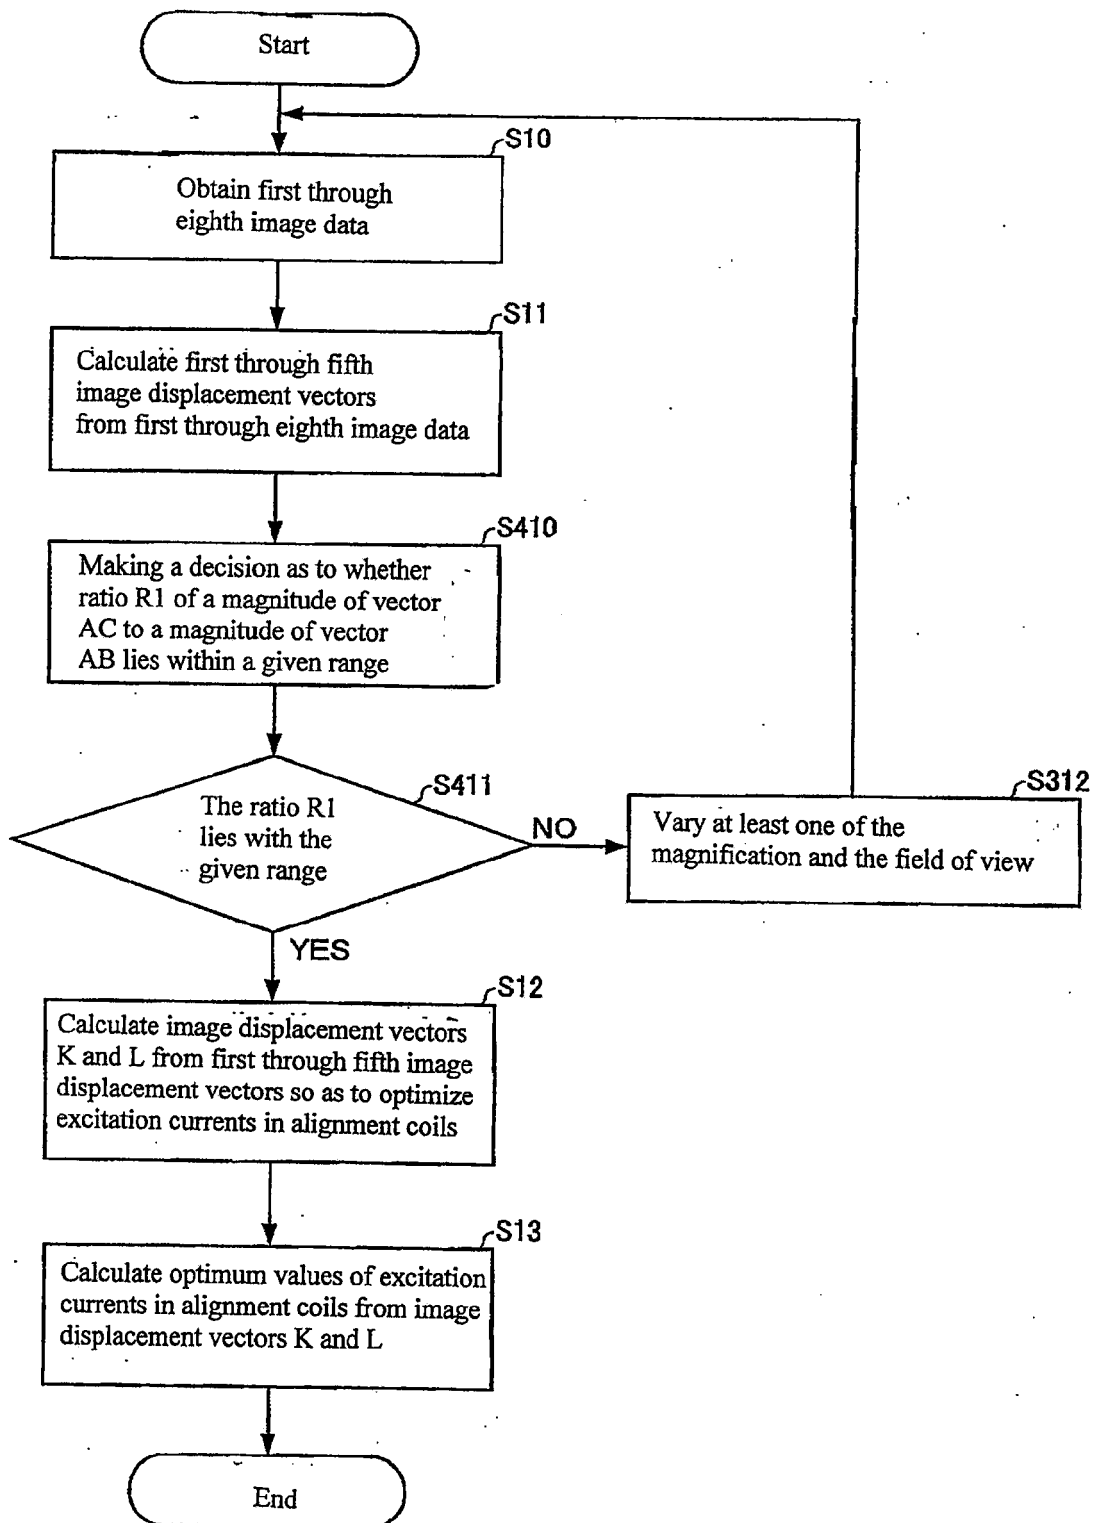 Start
S10
Obtain first through
eighth image data
S11
Calculate first through fifth
image displacement vectors
from first through eighth image data
S410
Making a decision as to whether
ratio R1 of a magnitude of vector
AC to a magnitude of vector
AB lies within a given range
S411
The ratio R1
lies with the
given range
NO
S312
Vary at least one of the
magnification and the field of view
YES
S12
Calculate image displacement vectors
K and L from first through fifth image
displacement vectors so as to optimize
excitation currents in alignment coils
S13
Calculate optimum values of excitation
currents in alignment coils from image
displacement vectors K and L
End